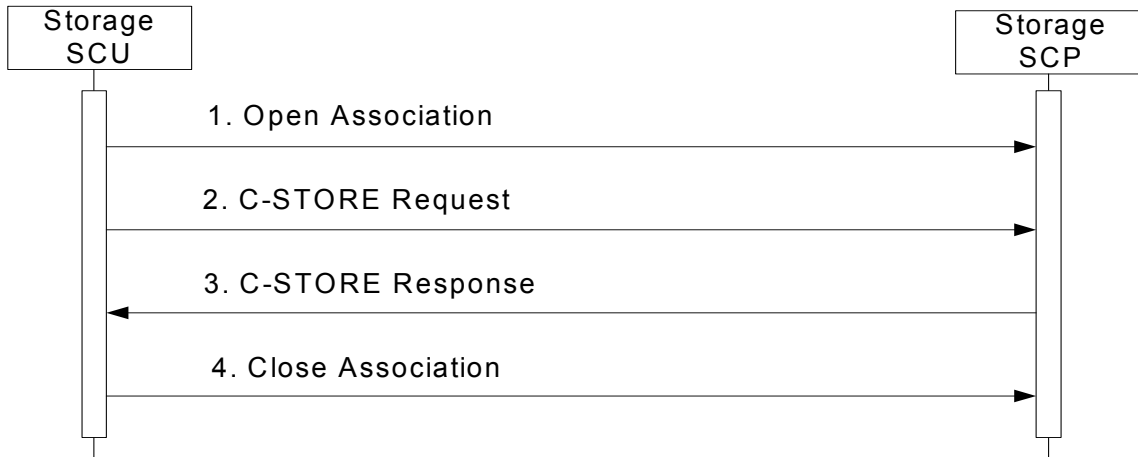 Storage
SCU
Storage
SCP
1. Open Association
2. C-STORE Request
3. C-STORE Response
4. Close Association